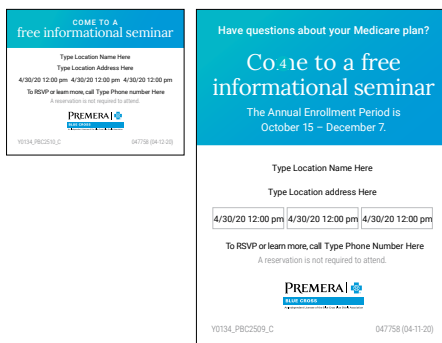 COME TO A
free informational seminar
Type Location Name Here
Type Location Address Here
4/30/20 12:00 pm 4/30/20 12:00 pm 4/30/20 12:00 pm
To RSVP or learn more, call Type Phone number Here
A reservation is not required to attend.
PREMERA
BLUE CROSS
Y0134_PBC2510_C 047758 (04-12-20)
Have questions about your Medicare plan?
to a free
informational seminar
The Annual Enrollment Period is
October 15 – December 7.
Type Location Name Here
Type Location address Here
4/30/20 12:00 pm 4/30/20 12:00 pm 4/30/20 12:00 pm
To RSVP or learn more, call Type Phone Number Here
A reservation is not required to attend.
PREMERA
BLUE CROSS
Y0134_PBC2509_C 047758 (04-11-20)